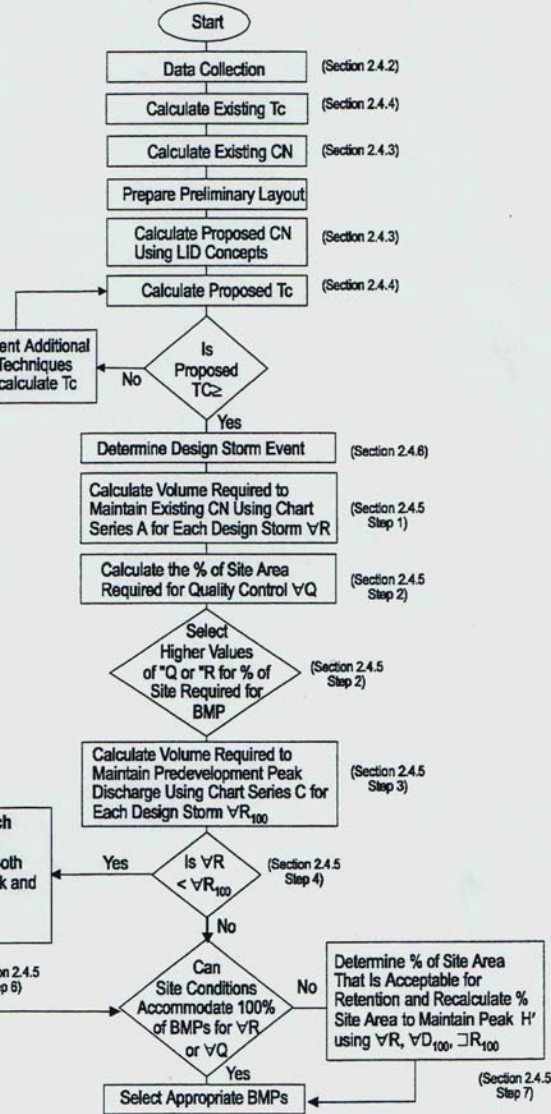 Start
Data Collection
(Section 2.4.2)
Calculate Existing Tc
(Section 2.4.4)
Calculate Existing CN
(Section 2.4.3)
Prepare Preliminary Layout
Calculate Proposed CN
Using LID Concepts
(Section 2.4.3)
Calculate Proposed Tc
(Section 2.4.4)
Additional
Techniques
Tc
No
Is
Proposed
TC≥
Yes
Determine Design Storm Event
(Section 2.4.6)
Calculate Volume Required to
Maintain Existing CN Using Chart
Series A for Each Design Storm ∀R
(Section 2.4.5
Step 1)
Calculate the % of Site Area
Required for Quality Control ∀Q
(Section 2.4.5
Step 2)
Select
Higher Values
of "Q or "R for % of
Site Required for
BMP
(Section 2.4.5
Step 2)
Calculate Volume Required to
Maintain Predevelopment Peak
Discharge Using Chart Series C for
Each Design Storm ∀R₁₀₀
(Section 2.4.5
Step 3)
and
Yes
Is ∀R
< ∀R₁₀₀
(Section 2.4.5
Step 4)
No
2.4.5
6)
Can
Site Conditions
Accommodate 100%
of BMPs for ∀R
or ∀Q
No
Determine % of Site Area
That Is Acceptable for
Retention and Recalculate %
Site Area to Maintain Peak H'
using ∀R, ∀D₁₀₀, ⊐R₁₀₀
(Section 2.4.5
Step 7)
Yes
Select Appropriate BMPs